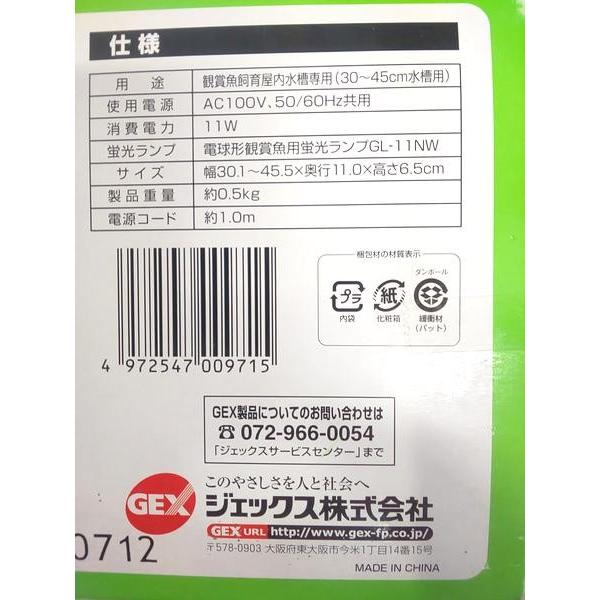 仕様
用途 観賞魚飼育屋内水槽専用(30〜45cm水槽用)
使用電源 AC100V、50/60Hz共用
消費電力 11W
蛍光ランプ 電球形観賞魚用蛍光ランプGL-11NW
サイズ 幅30.1〜45.5×奥行11.0×高さ6.5cm
製品重量 約0.5kg
電源コード 約1.0m
梱包材の材質表示
ダンボール
プラ 紙
内袋 化粧箱 緩衝材
(パット)
4 972547 009715
GEX製品についてのお問い合わせは
☎072-966-0054
「ジェックスサービスセンター」まで
このやさしさを人と社会へ
GEX ジェックス株式会社
GEX URL http://www.gex-fp.co.jp/
〒578-0903 大阪府東大阪市今米1丁目14番15号
0712
MADE IN CHINA